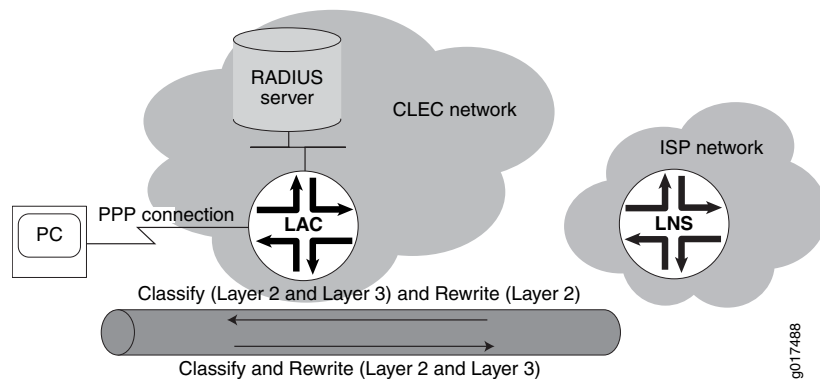 RADIUS
server
CLEC network
ISP network
PPP connection
PC
LAC
LNS
Classify (Layer 2 and Layer 3) and Rewrite (Layer 2)
Classify and Rewrite (Layer 2 and Layer 3)
g017488